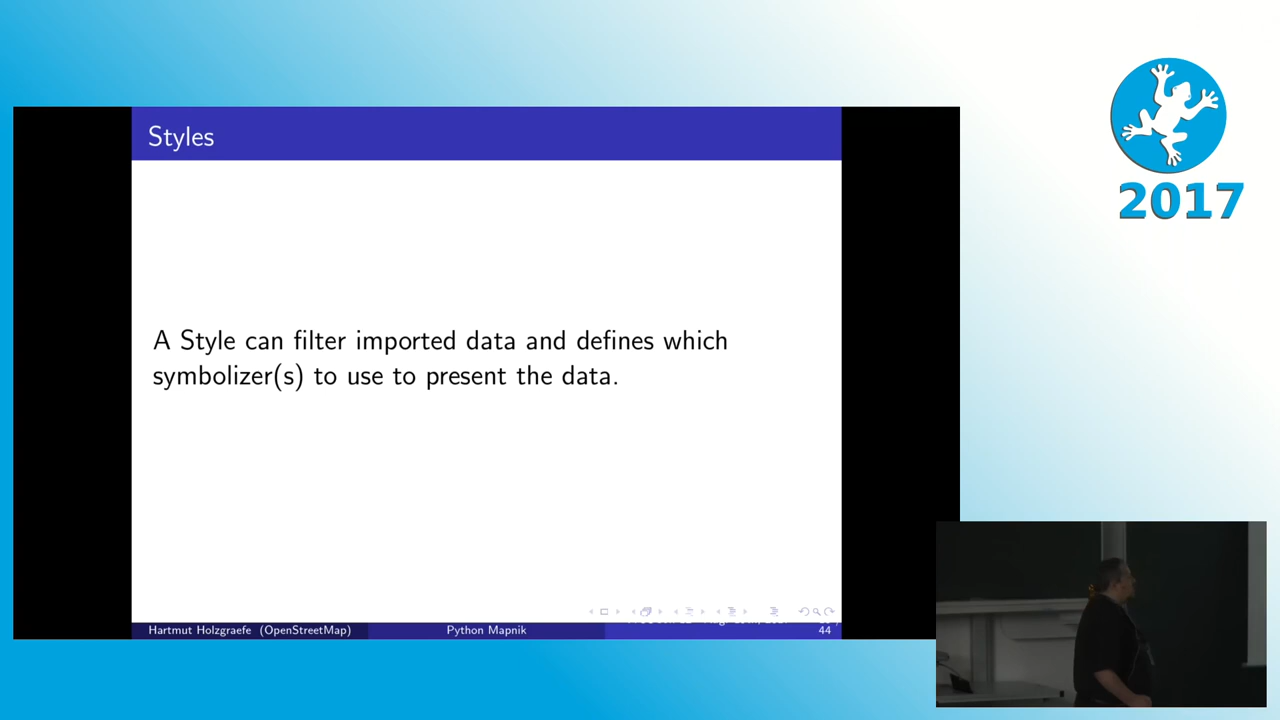 Styles
2017
A Style can filter imported data and defines which
symbolizer(s) to use to present the data.
Hartmut Holzgraefe (OpenStreetMap)
Python Mapnik
44